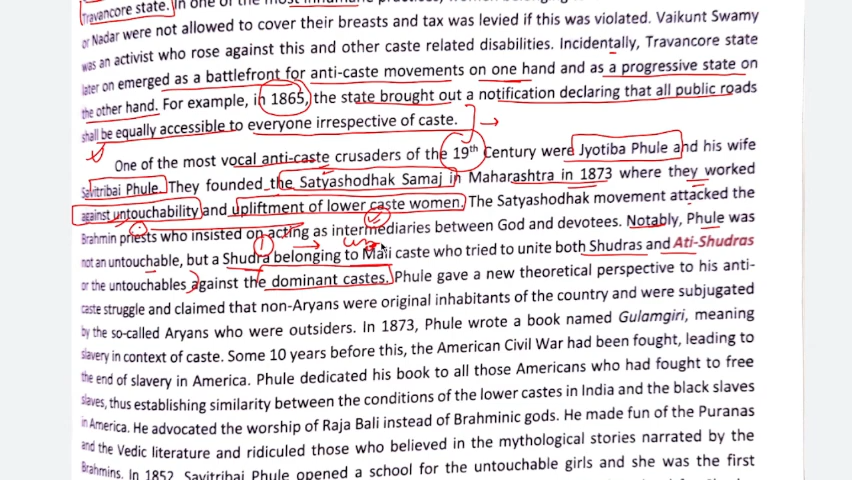 Travancore state. In one of the most
or Nadar were not allowed to cover their breasts and tax was levied if this was violated. Vaikunt Swamy
was an activist who rose against this and other caste related disabilities. Incidentally, Travancore state
later on emerged as a battlefront for anti-caste movements on one hand and as a progressive state on
the other hand. For example, in 1865, the state brought out a notification declaring that all public roads
shall be equally accessible to everyone irrespective of caste.
One of the most vocal anti-caste crusaders of the 19th Century were Jyotiba Phule and his wife
Savitribai Phule. They founded the Satyashodhak Samaj in Maharashtra in 1873 where they worked
against untouchability and upliftment of lower caste women. The Satyashodhak movement attacked the
Brahmin priests who insisted on acting as intermediaries between God and devotees. Notably, Phule was
not an untouchable, but a Shudra belonging to Mali caste who tried to unite both Shudras and Ati-Shudras
or the untouchables against the dominant castes. Phule gave a new theoretical perspective to his anti-
caste struggle and claimed that non-Aryans were original inhabitants of the country and were subjugated
by the so-called Aryans who were outsiders. In 1873, Phule wrote a book named Gulamgiri, meaning
slavery in context of caste. Some 10 years before this, the American Civil War had been fought, leading to
the end of slavery in America. Phule dedicated his book to all those Americans who had fought to free
slaves, thus establishing similarity between the conditions of the lower castes in India and the black slaves
in America. He advocated the worship of Raja Bali instead of Brahminic gods. He made fun of the Puranas
and the Vedic literature and ridiculed those who believed in the mythological stories narrated by the
Brahmins. In 1852, Savitribai Phule opened a school for the untouchable girls and she was the first